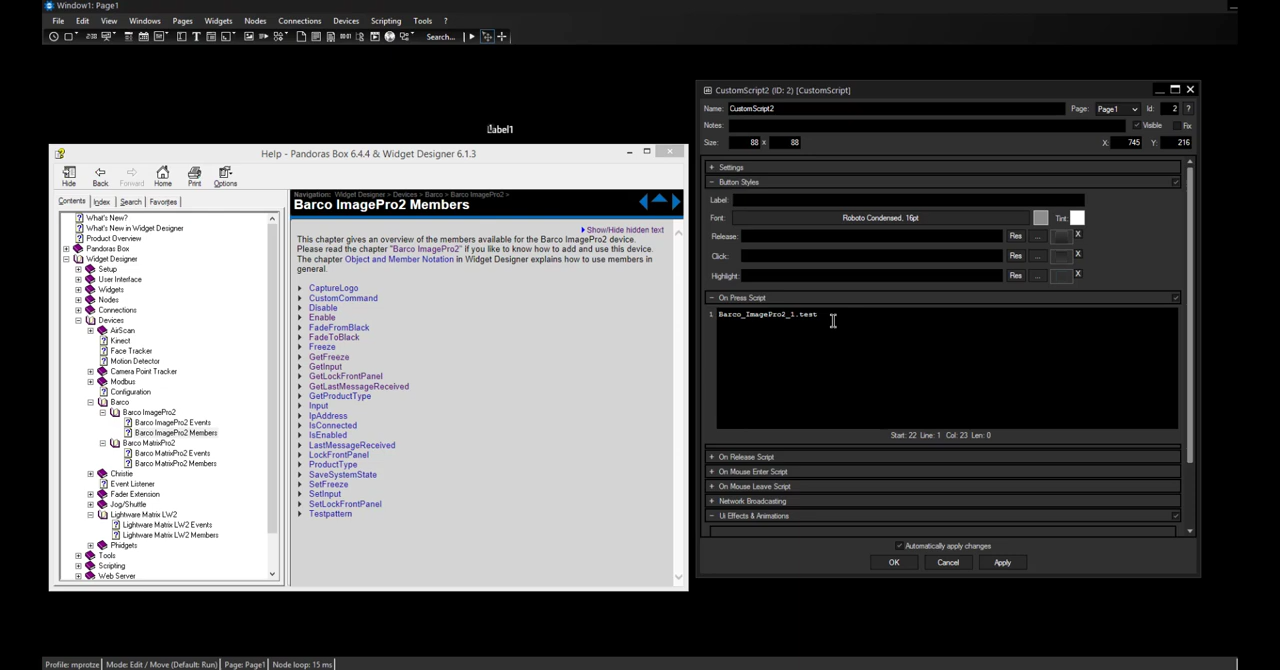 Window1: Page1
File Edit View Windows Pages Widgets Nodes Connections Devices Scripting Tools ?
Search...
Label1
Help - Pandoras Box 6.4.4 & Widget Designer 6.1.3
Hide Back Forward Home Print Options
Contents Index Search Favorites
What's New?
What's New in Widget Designer
Product Overview
Pandoras Box
Widget Designer
Setup
User Interface
Widgets
Nodes
Connections
Devices
AirScan
Kinect
Face Tracker
Motion Detector
Camera Point Tracker
Modbus
Configuration
Barco
Barco ImagePro2
Barco ImagePro2 Events
Barco ImagePro2 Members
Barco MatrixPro2
Barco MatrixPro2 Events
Barco MatrixPro2 Members
Christie
Event Listener
Fader Extension
Jog/Shuttle
Lightware Matrix LW2
Lightware Matrix LW2 Events
Lightware Matrix LW2 Members
Phidgets
Tools
Scripting
Web Server
Navigation: Widget Designer > Devices > Barco > Barco ImagePro2 >
Barco ImagePro2 Members
Show/Hide hidden text
This chapter gives an overview of the members available for the Barco ImagePro2 device.
Please read the chapter "Barco ImagePro2" if you like to know how to add and use this device.
The chapter Object and Member Notation in Widget Designer explains how to use members in
general.
CaptureLogo
CustomCommand
Disable
Enable
FadeFromBlack
FadeToBlack
Freeze
GetFreeze
GetInput
GetLockFrontPanel
GetLastMessageReceived
GetProductType
Input
IpAddress
IsConnected
IsEnabled
LastMessageReceived
LockFrontPanel
ProductType
SaveSystemState
SetFreeze
SetInput
SetLockFrontPanel
Testpattern
CustomScript2 (ID: 2) [CustomScript]
Name: CustomScript2 Page: Page1 Id: 2 ?
Notes: Visible Fix
Size: 88 x 88 X: 745 Y: 216
Settings
Button Styles
Label:
Font: Roboto Condensed, 16pt Tint:
Release: Res ... X
Click: Res ... X
Highlight: Res ... X
On Press Script
1 Barco_ImagePro2_1.test
Start: 22 Line: 1 Col: 23 Len: 0
On Release Script
On Mouse Enter Script
On Mouse Leave Script
Network Broadcasting
Ui Effects & Animations
Automatically apply changes
OK Cancel Apply
Profile: mprotze Mode: Edit / Move (Default: Run) Page: Page1 Node loop: 15 ms